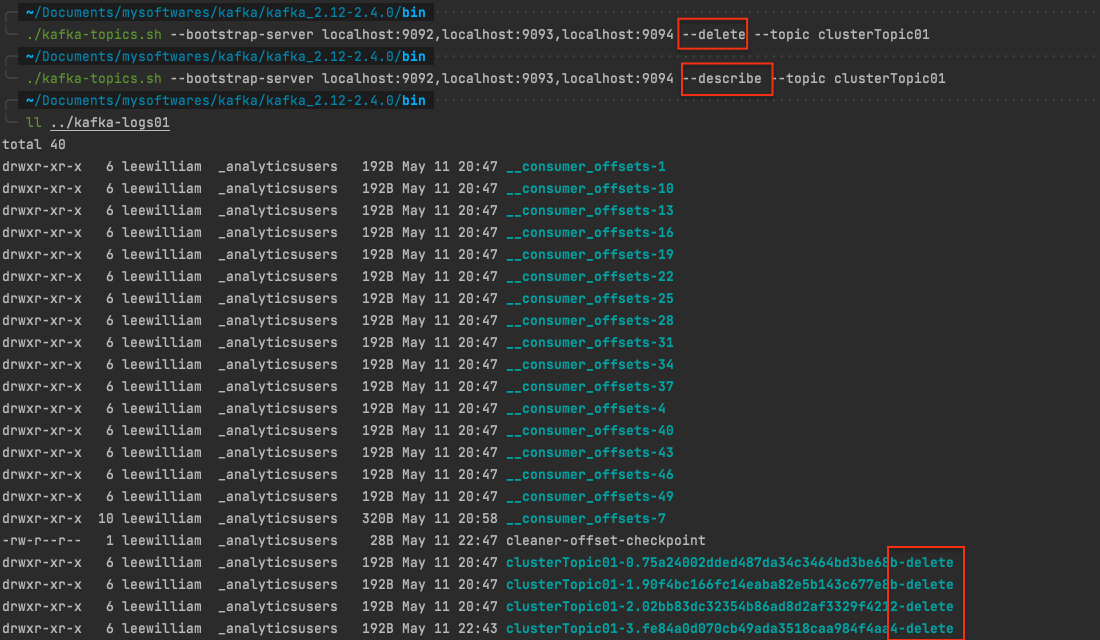 ~/Documents/mysoftwares/kafka/kafka_2.12-2.4.0/bin
./kafka-topics.sh --bootstrap-server localhost:9092,localhost:9093,localhost:9094 --delete --topic clusterTopic01
~/Documents/mysoftwares/kafka/kafka_2.12-2.4.0/bin
./kafka-topics.sh --bootstrap-server localhost:9092,localhost:9093,localhost:9094 --describe --topic clusterTopic01
~/Documents/mysoftwares/kafka/kafka_2.12-2.4.0/bin
ll ../kafka-logs01
total 40
drwxr-xr-x 6 leewilliam _analyticsusers 192B May 11 20:47 __consumer_offsets-1
drwxr-xr-x 6 leewilliam _analyticsusers 192B May 11 20:47 __consumer_offsets-10
drwxr-xr-x 6 leewilliam _analyticsusers 192B May 11 20:47 __consumer_offsets-13
drwxr-xr-x 6 leewilliam _analyticsusers 192B May 11 20:47 __consumer_offsets-16
drwxr-xr-x 6 leewilliam _analyticsusers 192B May 11 20:47 __consumer_offsets-19
drwxr-xr-x 6 leewilliam _analyticsusers 192B May 11 20:47 __consumer_offsets-22
drwxr-xr-x 6 leewilliam _analyticsusers 192B May 11 20:47 __consumer_offsets-25
drwxr-xr-x 6 leewilliam _analyticsusers 192B May 11 20:47 __consumer_offsets-28
drwxr-xr-x 6 leewilliam _analyticsusers 192B May 11 20:47 __consumer_offsets-31
drwxr-xr-x 6 leewilliam _analyticsusers 192B May 11 20:47 __consumer_offsets-34
drwxr-xr-x 6 leewilliam _analyticsusers 192B May 11 20:47 __consumer_offsets-37
drwxr-xr-x 6 leewilliam _analyticsusers 192B May 11 20:47 __consumer_offsets-4
drwxr-xr-x 6 leewilliam _analyticsusers 192B May 11 20:47 __consumer_offsets-40
drwxr-xr-x 6 leewilliam _analyticsusers 192B May 11 20:47 __consumer_offsets-43
drwxr-xr-x 6 leewilliam _analyticsusers 192B May 11 20:47 __consumer_offsets-46
drwxr-xr-x 6 leewilliam _analyticsusers 192B May 11 20:47 __consumer_offsets-49
drwxr-xr-x 10 leewilliam _analyticsusers 320B May 11 20:58 __consumer_offsets-7
-rw-r--r-- 1 leewilliam _analyticsusers 28B May 11 22:47 cleaner-offset-checkpoint
drwxr-xr-x 6 leewilliam _analyticsusers 192B May 11 20:47 clusterTopic01-0.75a24002dded487da34c3464bd3be68b-delete
drwxr-xr-x 6 leewilliam _analyticsusers 192B May 11 20:47 clusterTopic01-1.90f4bc166fc14eaba82e5b143c677e8b-delete
drwxr-xr-x 6 leewilliam _analyticsusers 192B May 11 20:47 clusterTopic01-2.02bb83dc32354b86ad8d2af3329f4212-delete
drwxr-xr-x 6 leewilliam _analyticsusers 192B May 11 22:43 clusterTopic01-3.fe84a0d070cb49ada3518caa984f4aa4-delete